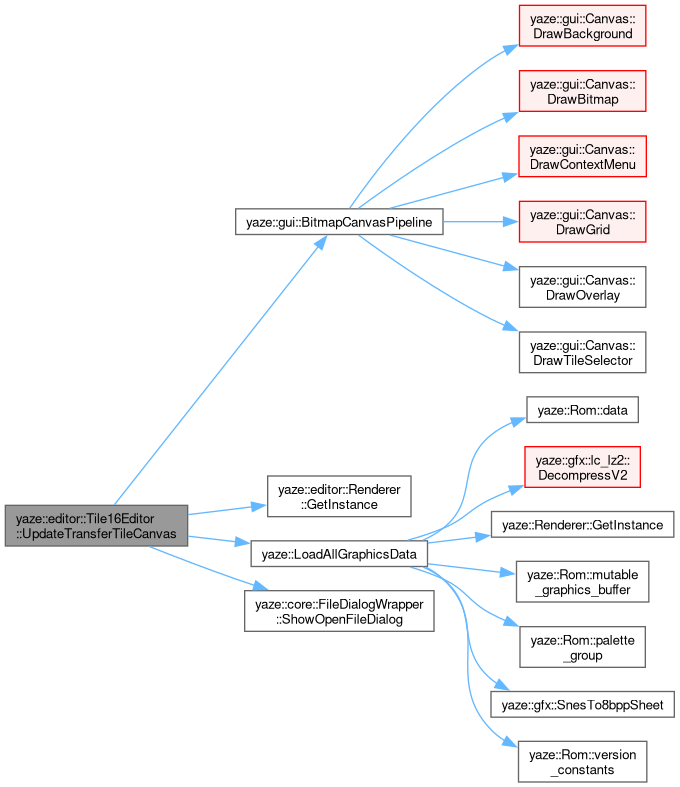 yaze::gui::Canvas::
DrawBackground
yaze::gui::Canvas::
DrawBitmap
yaze::gui::Canvas::
DrawContextMenu
yaze::gui::BitmapCanvasPipeline
yaze::gui::Canvas::
DrawGrid
yaze::gui::Canvas::
DrawOverlay
yaze::gui::Canvas::
DrawTileSelector
yaze::Rom::data
yaze::gfx::lc_lz2::
DecompressV2
yaze::editor::Renderer
::GetInstance
yaze::editor::Tile16Editor
::UpdateTransferTileCanvas
yaze::Renderer::GetInstance
yaze::LoadAllGraphicsData
yaze::Rom::mutable
_graphics_buffer
yaze::core::FileDialogWrapper
::ShowOpenFileDialog
yaze::Rom::palette
_group
yaze::gfx::SnesTo8bppSheet
yaze::Rom::version
_constants